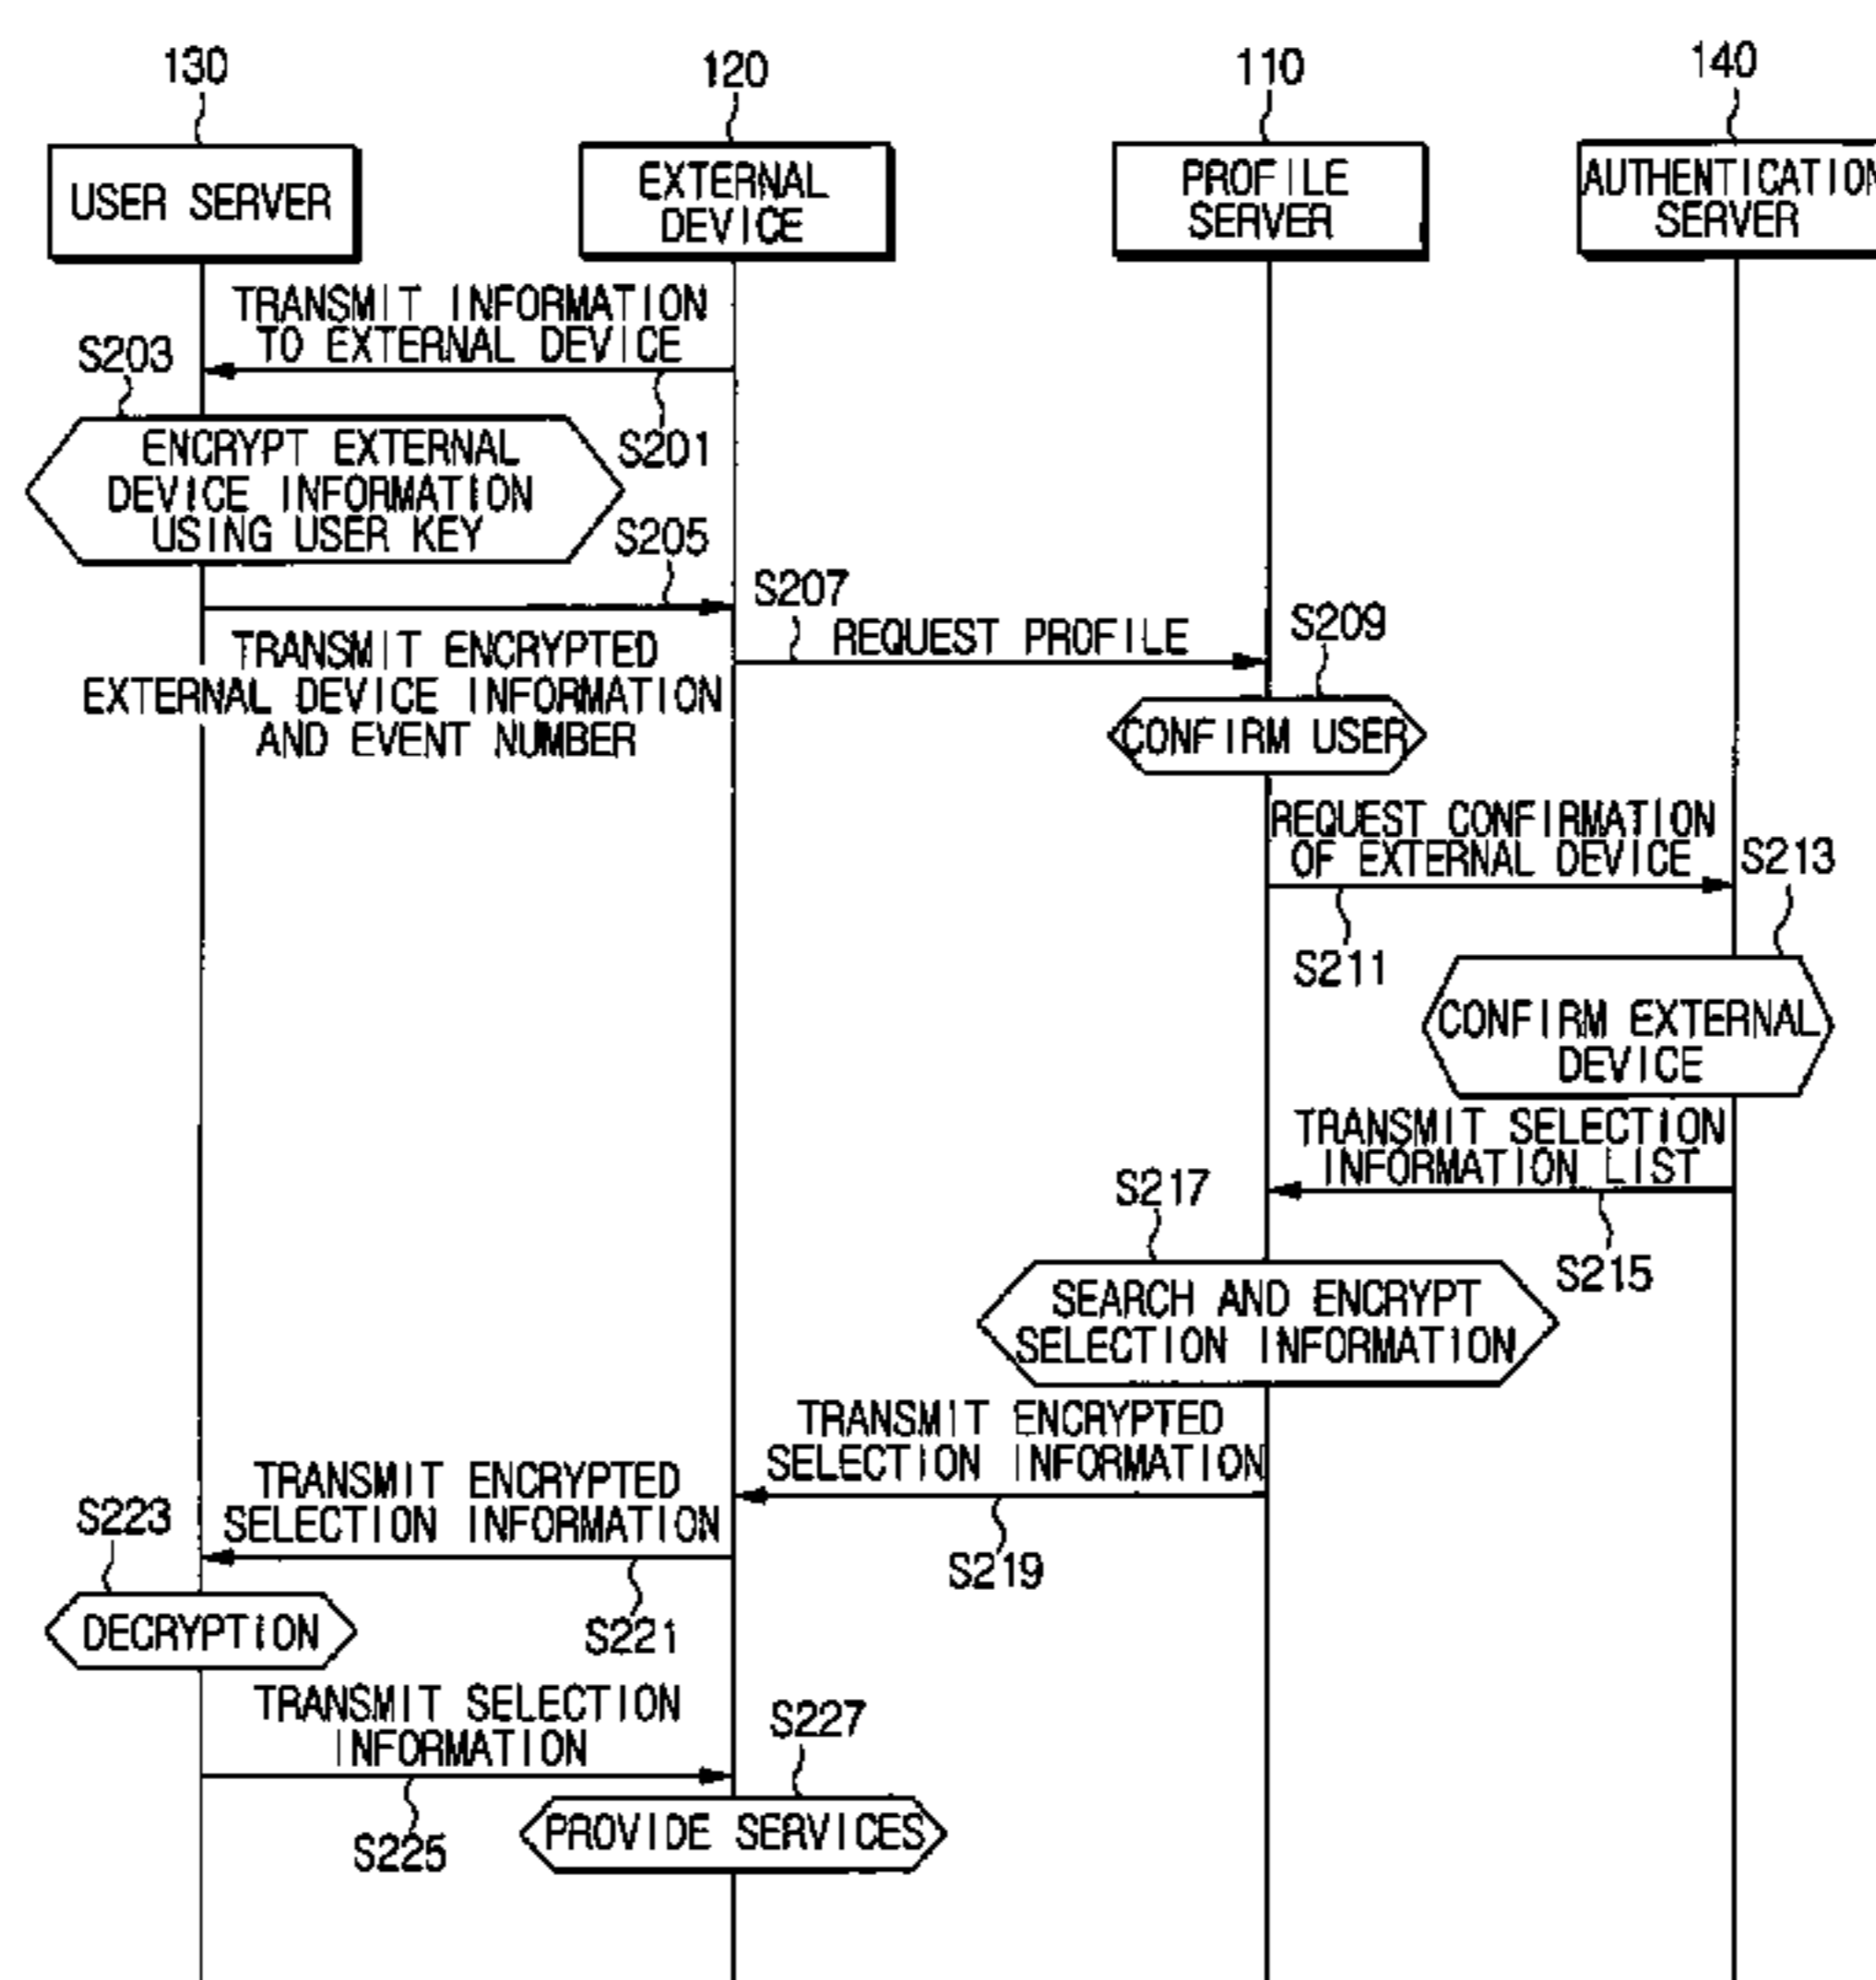 130
120
110
140
USER SERVER
EXTERNAL
DEVICE
PROFILE
SERVER
AUTHENTICATION
SERVER
TRANSMIT INFORMATION
TO EXTERNAL DEVICE
S203
S201
ENCRYPT EXTERNAL
DEVICE INFORMATION
USING USER KEY
S205
TRANSMIT ENCRYPTED
EXTERNAL DEVICE INFORMATION
AND EVENT NUMBER
S207
REQUEST PROFILE
S209
CONFIRM USER
REQUEST CONFIRMATION
OF EXTERNAL DEVICE
S213
S211
CONFIRM EXTERNAL
DEVICE
TRANSMIT SELECTION
INFORMATION LIST
S217
S215
SEARCH AND ENCRYPT
SELECTION INFORMATION
TRANSMIT ENCRYPTED
SELECTION INFORMATION
S219
TRANSMIT ENCRYPTED
SELECTION INFORMATION
S223
S221
DECRYPTION
TRANSMIT SELECTION
INFORMATION
S227
S225
PROVIDE SERVICES